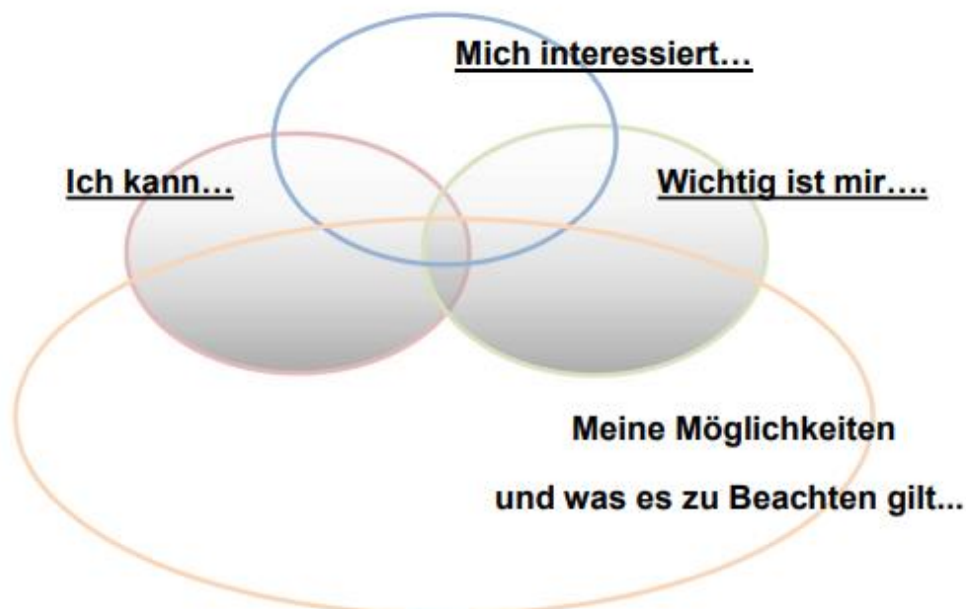 Mich interessiert…
Ich kann…
Wichtig ist mir….
Meine Möglichkeiten
und was es zu Beachten gilt...